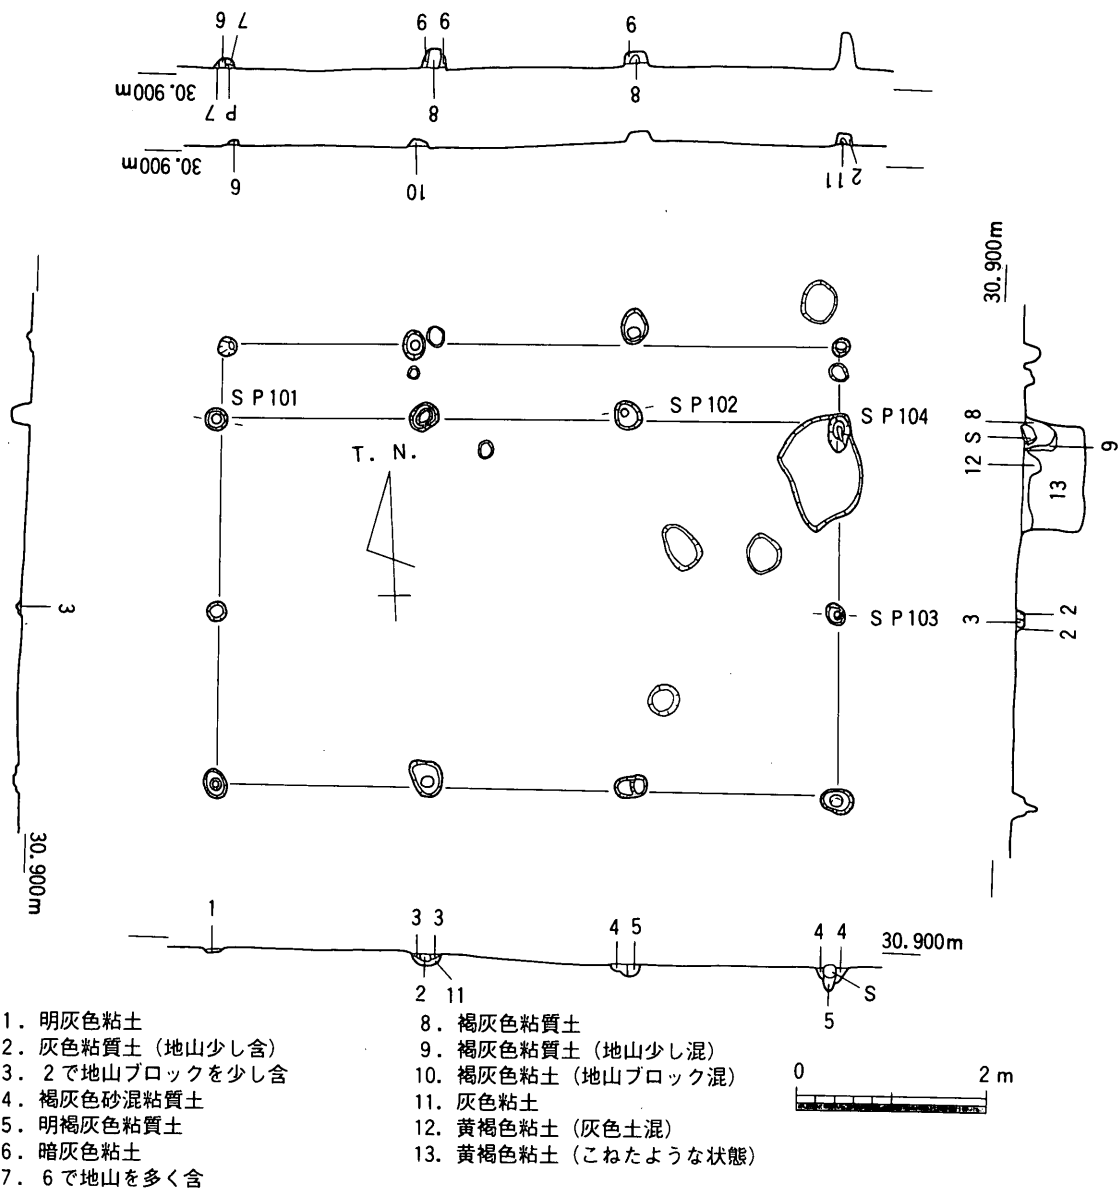 6 7
9 9
9
30.900m
7 P
8
8
30.900m
6
10
11 2
30.900m
S P 101
S P 102
S P 104
T. N.
8
S
12
9
13
3
S P 103
3
2
2
30.900m
1
3 3
4 5
4 4
30.900m
2 11
S
5
1. 明灰色粘土
2. 灰色粘質土（地山少し含）
3. 2で地山ブロックを少し含
4. 褐灰色砂混粘質土
5. 明褐灰色粘質土
6. 暗灰色粘土
7. 6で地山を多く含
8. 褐灰色粘質土
9. 褐灰色粘質土（地山少し混）
10. 褐灰色粘土（地山ブロック混）
11. 灰色粘土
12. 黄褐色粘土（灰色土混）
13. 黄褐色粘土（こねたような状態）
0 2 m